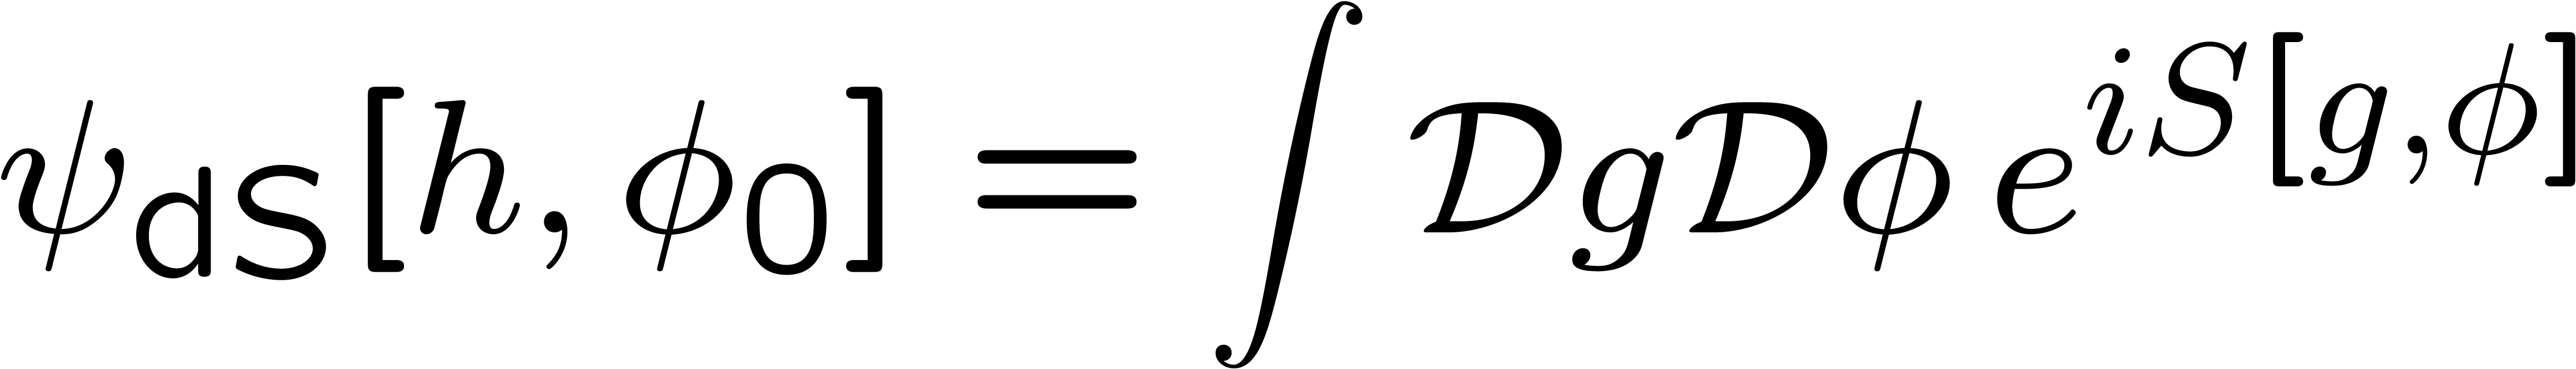 ψ_dS[h, ϕ_0] = ∫ 𝒟g𝒟ϕ e^{iS[g,ϕ]}